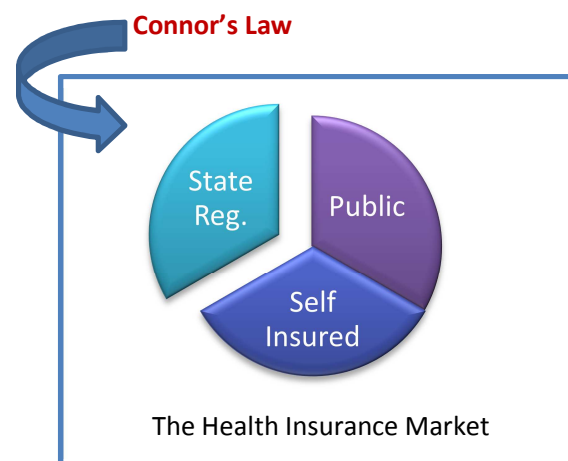 Connor’s Law
State
Reg.
Public
Self
Insured
The Health Insurance Market